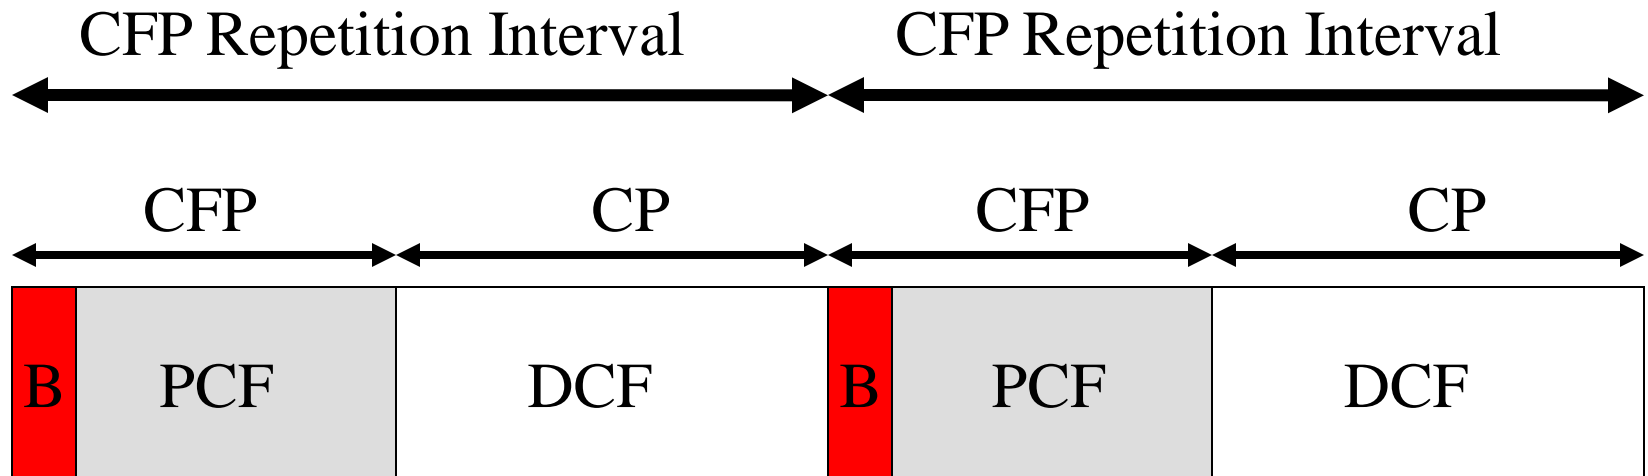 CFP Repetition Interval CFP Repetition Interval
CFP CP CFP CP
B PCF DCF B PCF DCF